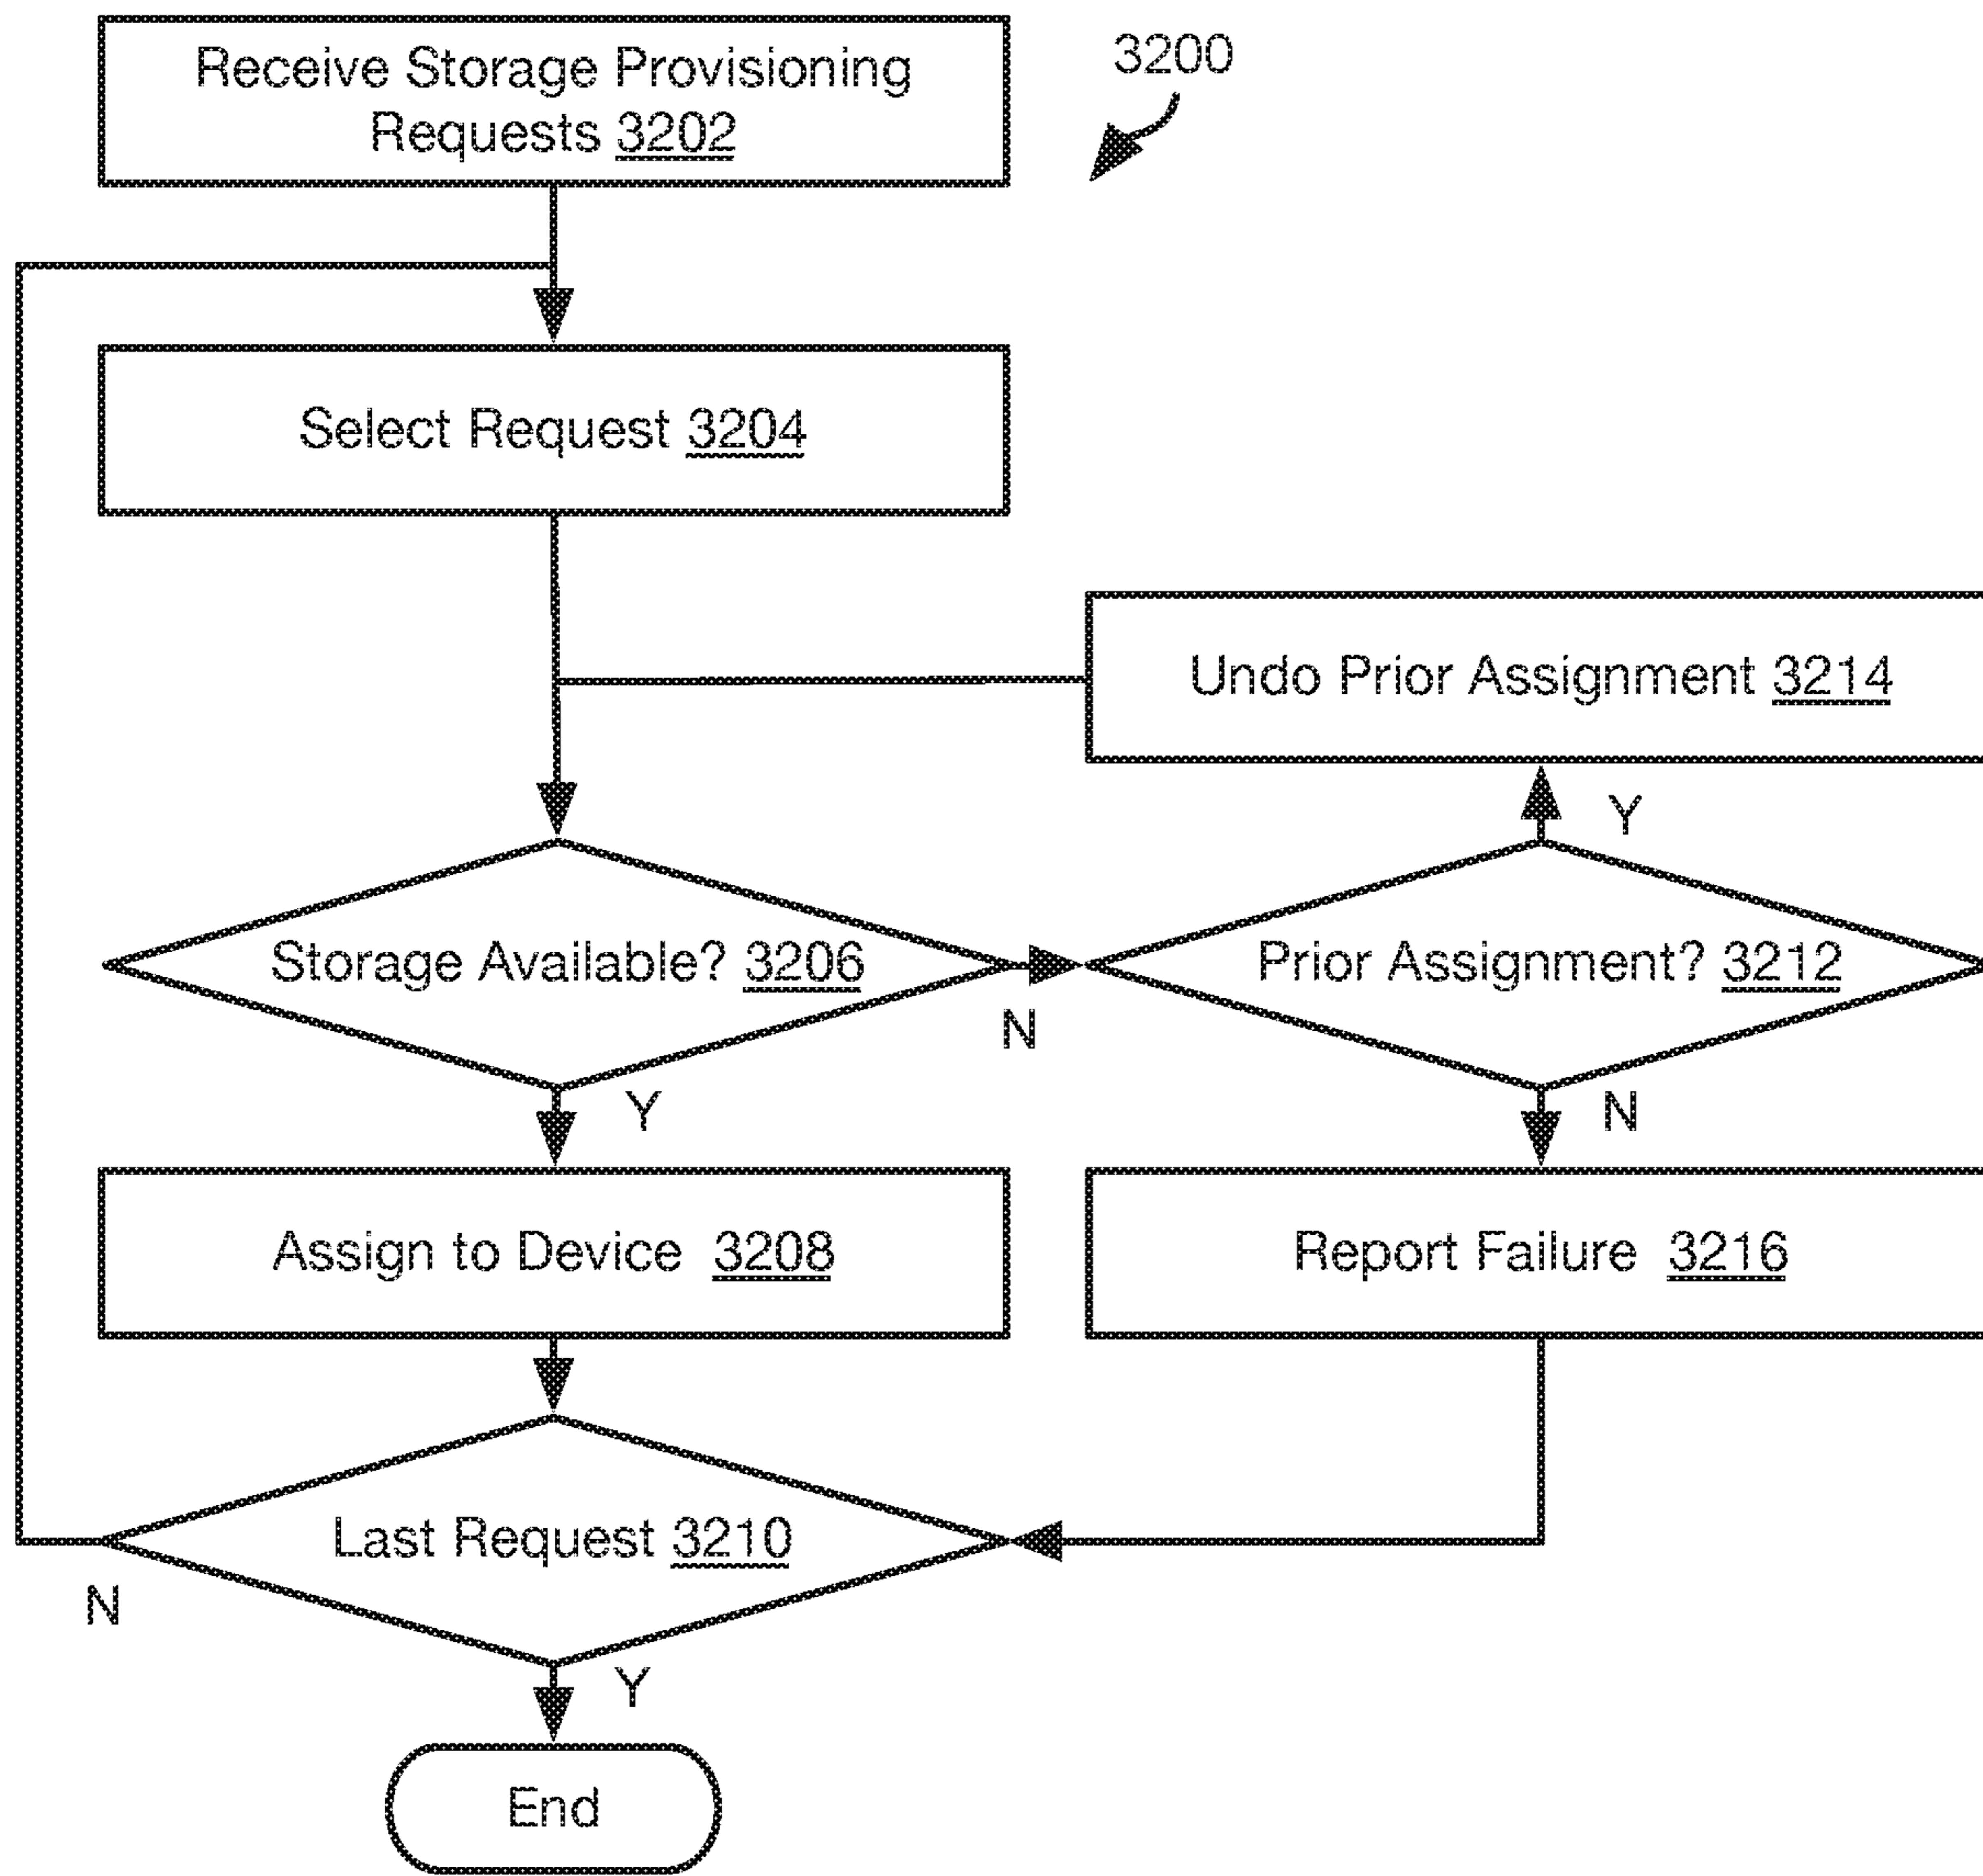 Receive Storage Provisioning
Requests 3202
3200
Select Request 3204
Undo Prior Assignment 3214
Y
Storage Available? 3206
Prior Assignment? 3212
N
Y
N
Assign to Device 3208
Report Failure 3216
Last Request 3210
N
Y
End